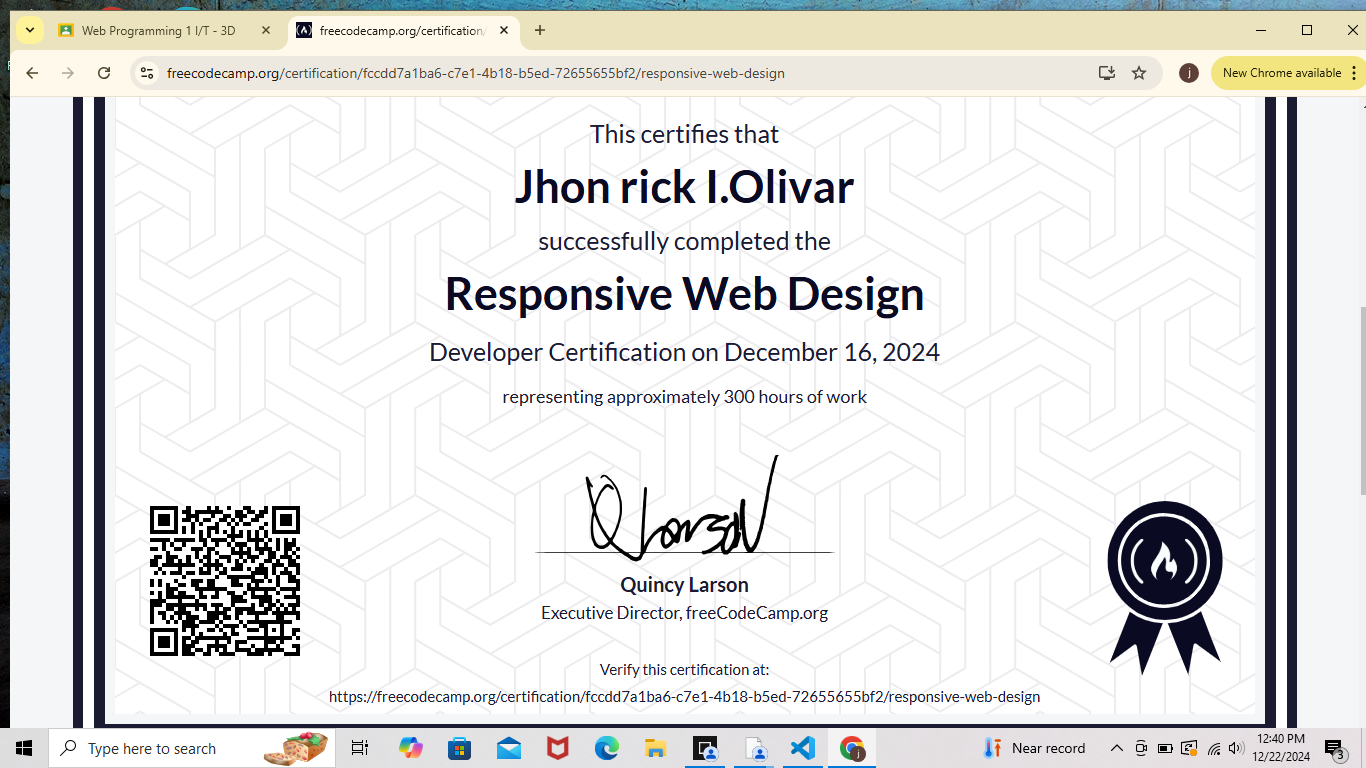 Web Programming 1 I/T - 3D
freecodecamp.org/certification/
freecodecamp.org/certification/fccdd7a1ba6-c7e1-4b18-b5ed-72655655bf2/responsive-web-design
j
New Chrome available
This certifies that
Jhon rick I.Olivar
successfully completed the
Responsive Web Design
Developer Certification on December 16, 2024
representing approximately 300 hours of work
QLarson
Quincy Larson
Executive Director, freeCodeCamp.org
Verify this certification at:
https://freecodecamp.org/certification/fccdd7a1ba6-c7e1-4b18-b5ed-72655655bf2/responsive-web-design
Type here to search
j
Near record
12:40 PM
12/22/2024
3